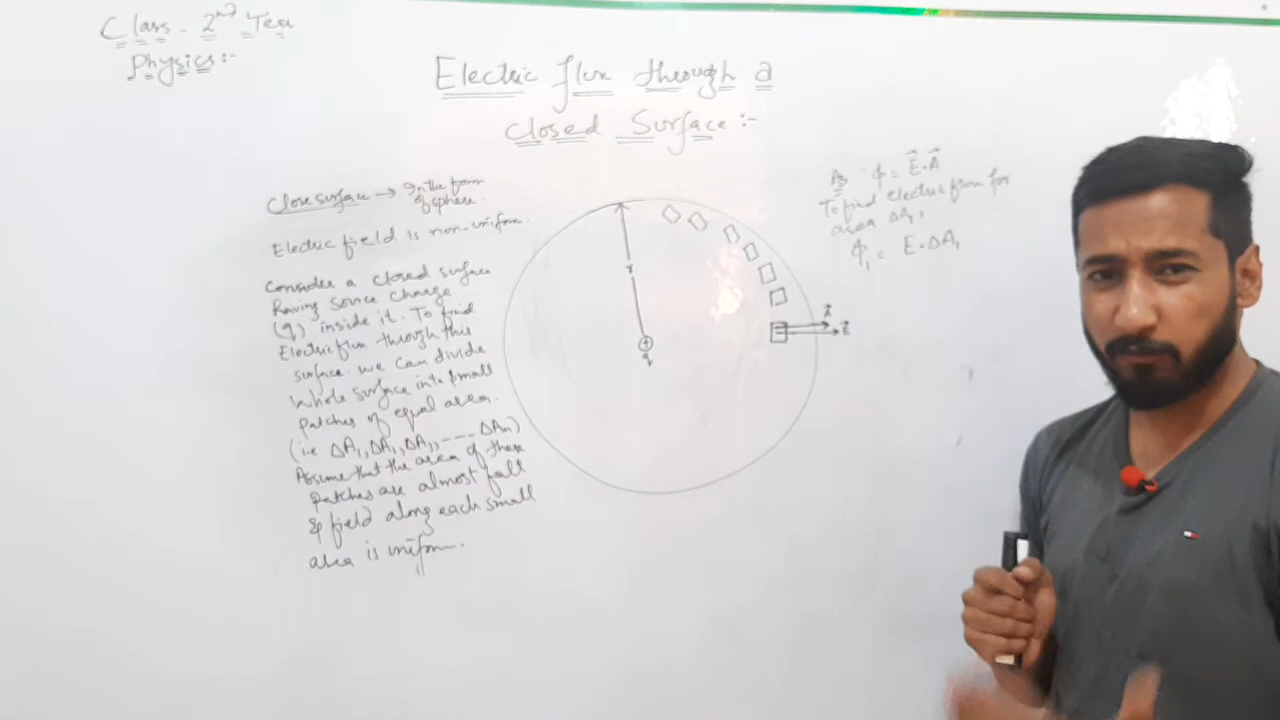 Class - 2nd Year
Physics:-
Electric flux through a
closed Surface:-
Close surface → In the form
of sphere.
Electric field is non-uniform.
Consider a closed surface
having source charge
(q) inside it. To find
Electric flux through this
surface. we can divide
whole surface into small
patches of equal area.
(i.e ΔA₁, ΔA₁, ΔA₃, --- ΔAn)
Assume that the area of these
patches are almost fall
& field along each small
area is uniform.
r
+
q
A
E
As φ = E.A
To find electric flux for
area ΔA₁,
φ₁ = E.ΔA₁